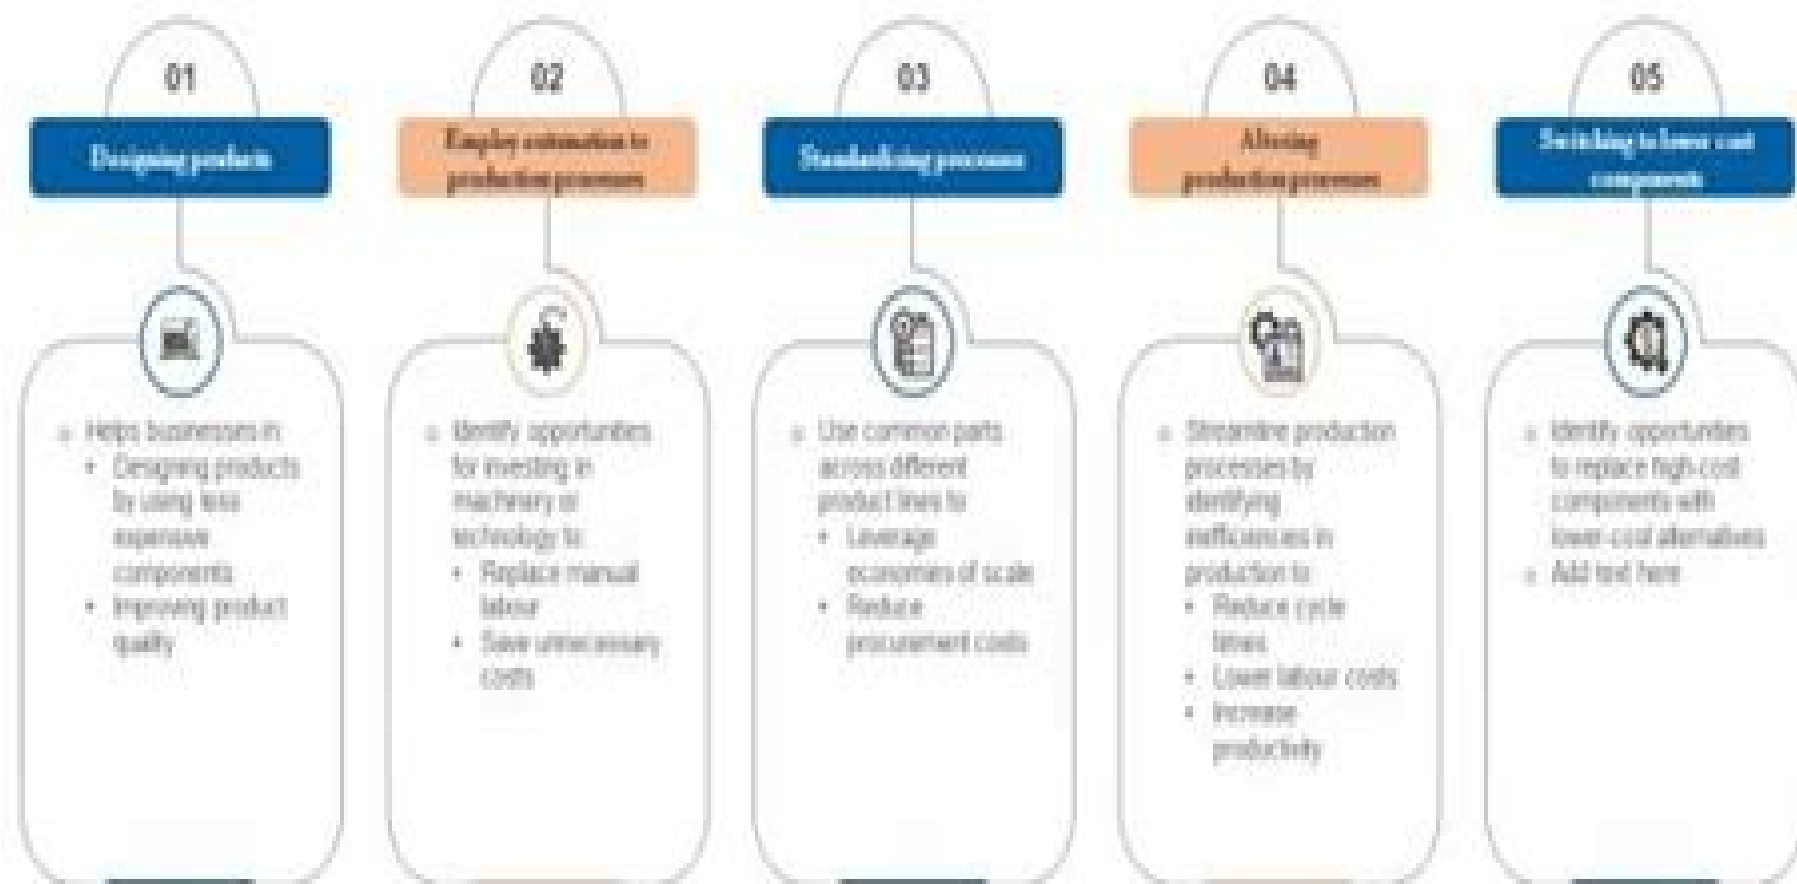 01
Designing products
Helps businesses in
Designing products
by using less
expensive
components
Improving product
quality
02
Employ automation to
production processes
Identify opportunities
for investing in
machinery or
technology to
Replace manual
labour
Save unnecessary
costs
03
Standardising processes
Use common parts
across different
product lines to
Leverage
economies of scale
Reduce
procurement costs
04
Altering
production processes
Streamline production
processes by
identifying
inefficiencies in
production to
Reduce cycle
times
Lower labour costs
Increase
productivity
05
Switching to lower cost
components
Identify opportunities
to replace high-cost
components with
lower-cost alternatives
Add text here